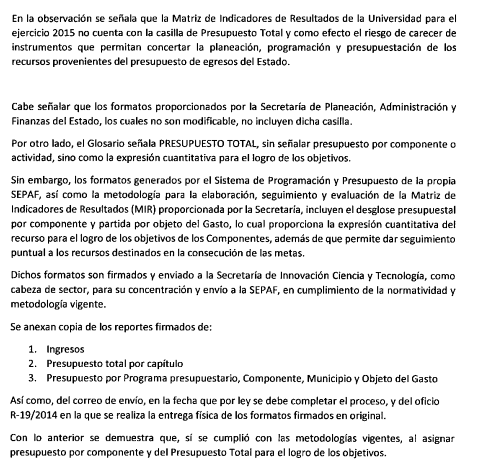 En la observación se señala que la Matriz de Indicadores de Resultados de la Universidad para el
ejercicio 2015 no cuenta con la casilla de Presupuesto Total y como efecto el riesgo de carecer de
instrumentos que permitan concertar la planeación, programación y presupuestación de los
recursos provenientes del presupuesto de egresos del Estado.
Cabe señalar que los formatos proporcionados por la Secretaría de Planeación, Administración y
Finanzas del Estado, los cuales no son modificable, no incluyen dicha casilla.
Por otro lado, el Glosario señala PRESUPUESTO TOTAL, sin señalar presupuesto por componente o
actividad, sino como la expresión cuantitativa para el logro de los objetivos.
Sin embargo, los formatos generados por el Sistema de Programación y Presupuesto de la propia
SEPAF, así como la metodología para la elaboración, seguimiento y evaluación de la Matriz de
Indicadores de Resultados (MIR) proporcionada por la Secretaría, incluyen el desglose presupuestal
por componente y partida por objeto del Gasto, lo cual proporciona la expresión cuantitativa del
recurso para el logro de los objetivos de los Componentes, además de que permite dar seguimiento
puntual a los recursos destinados en la consecución de las metas.
Dichos formatos son firmados y enviado a la Secretaría de Innovación Ciencia y Tecnología, como
cabeza de sector, para su concentración y envío a la SEPAF, en cumplimiento de la normatividad y
metodología vigente.
Se anexan copia de los reportes firmados de:
1. Ingresos
2. Presupuesto total por capítulo
3. Presupuesto por Programa presupuestario, Componente, Municipio y Objeto del Gasto
Así como, del correo de envío, en la fecha que por ley se debe completar el proceso, y del oficio
R-19/2014 en la que se realiza la entrega física de los formatos firmados en original.
Con lo anterior se demuestra que, sí se cumplió con las metodologías vigentes, al asignar
presupuesto por componente y del Presupuesto Total para el logro de los objetivos.